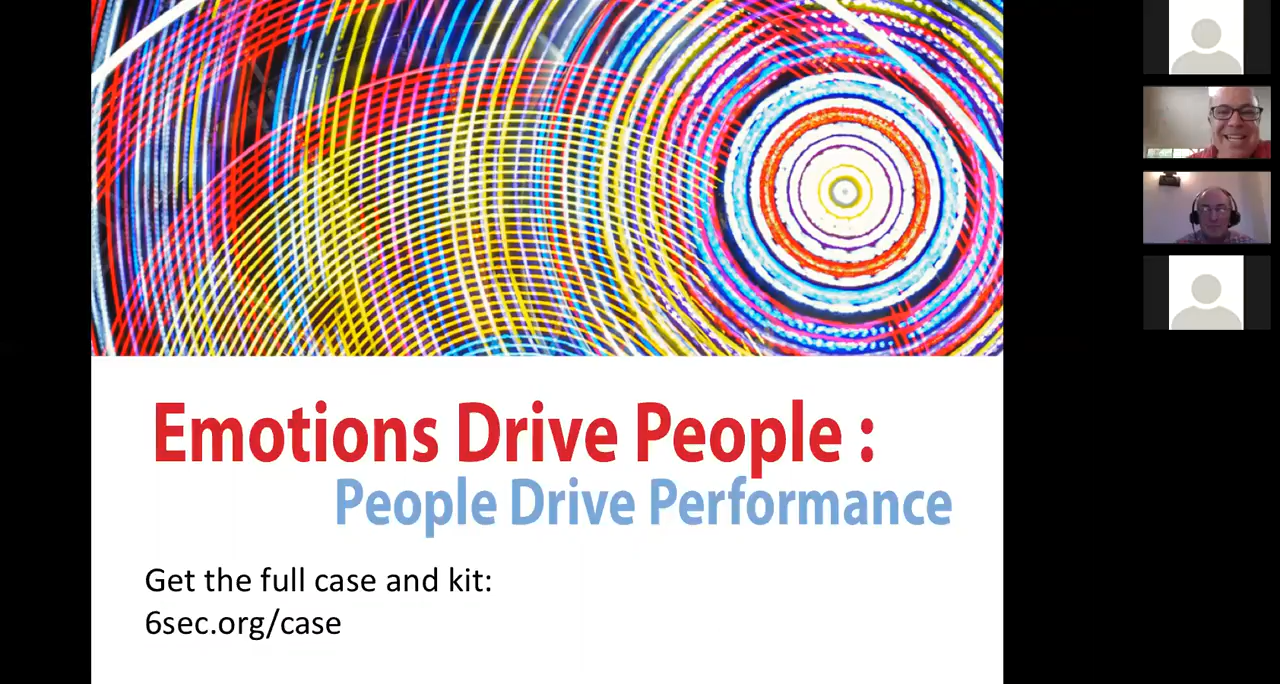 Emotions Drive People :
People Drive Performance
Get the full case and kit:
6sec.org/case